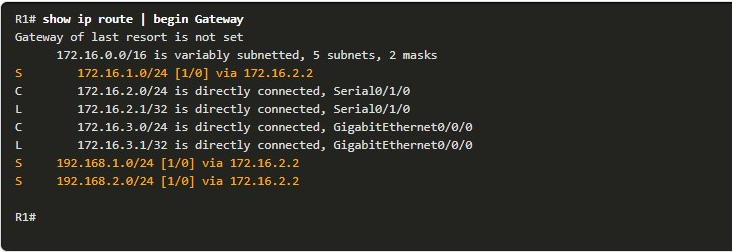 R1# show ip route | begin Gateway
Gateway of last resort is not set
172.16.0.0/16 is variably subnetted, 5 subnets, 2 masks
S 172.16.1.0/24 [1/0] via 172.16.2.2
C 172.16.2.0/24 is directly connected, Serial0/1/0
L 172.16.2.1/32 is directly connected, Serial0/1/0
C 172.16.3.0/24 is directly connected, GigabitEthernet0/0/0
L 172.16.3.1/32 is directly connected, GigabitEthernet0/0/0
S 192.168.1.0/24 [1/0] via 172.16.2.2
S 192.168.2.0/24 [1/0] via 172.16.2.2
R1#